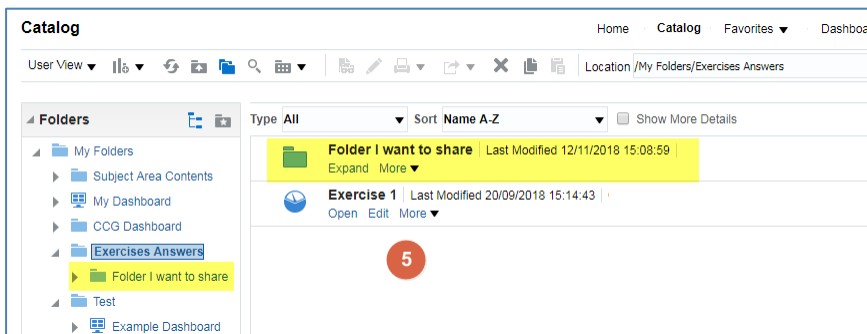 Catalog
Home Catalog Favorites Dashboa
User View Location /My Folders/Exercises Answers
Folders
Type All Sort Name A-Z Show More Details
My Folders
Subject Area Contents
My Dashboard
CCG Dashboard
Exercises Answers
Folder I want to share
Test
Example Dashboard
Folder I want to share Last Modified 12/11/2018 15:08:59
Expand More
Exercise 1 Last Modified 20/09/2018 15:14:43
Open Edit More
5